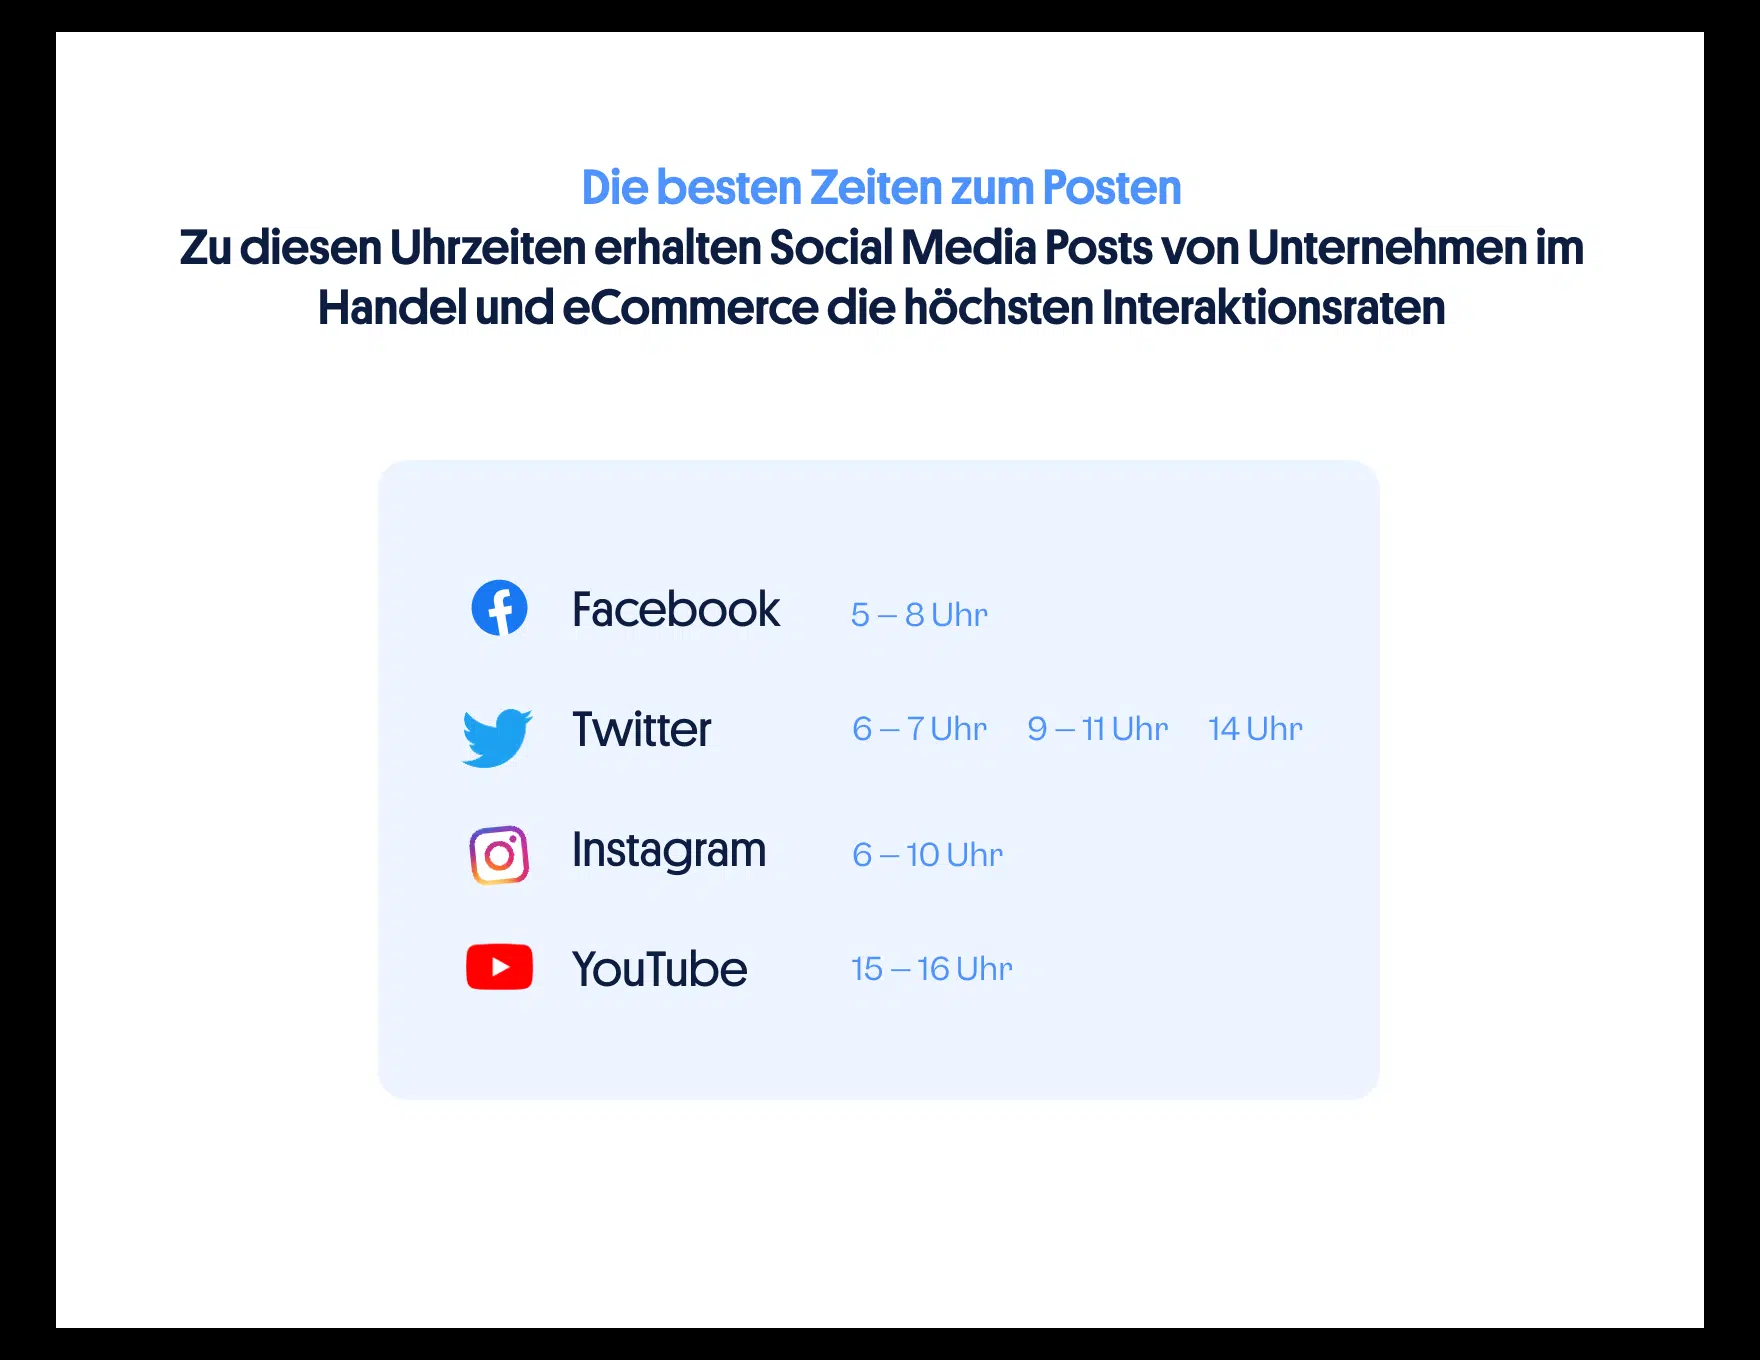 Die besten Zeiten zum Posten
Zu diesen Uhrzeiten erhalten Social Media Posts von Unternehmen im
Handel und eCommerce die höchsten Interaktionsraten
Facebook 5 – 8 Uhr
Twitter 6 – 7 Uhr 9 – 11 Uhr 14 Uhr
Instagram 6 – 10 Uhr
YouTube 15 – 16 Uhr